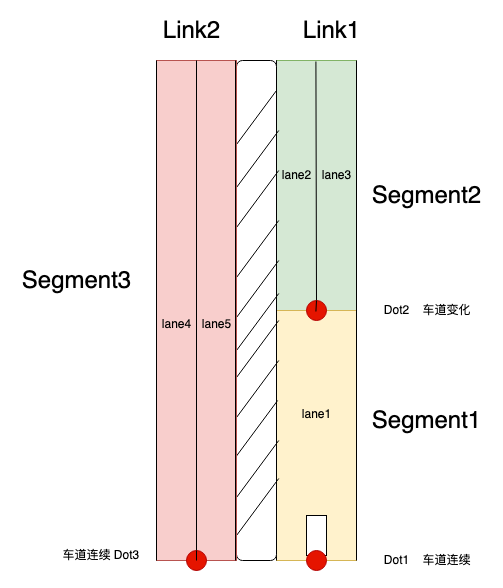 Link2
Link1
lane2
lane3
Segment2
Segment3
Dot2 车道变化
lane4
lane5
lane1
Segment1
车道连续 Dot3
Dot1 车道连续